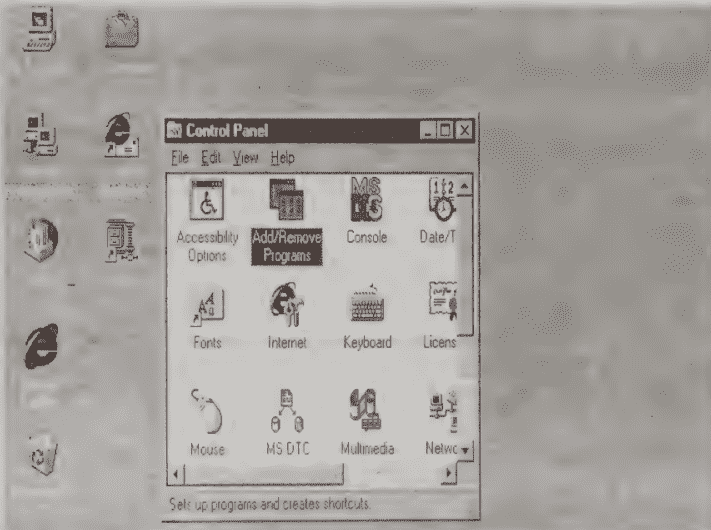 Control Panel
File Edit View Help
MS
Accessibility
Options
Add/Remove
Programs
Console
Date/T
Fonts
Internet
Keyboard
Licens
Mouse
MS DTC
Multimedia
Netwo
Sets up programs and creates shortcuts.